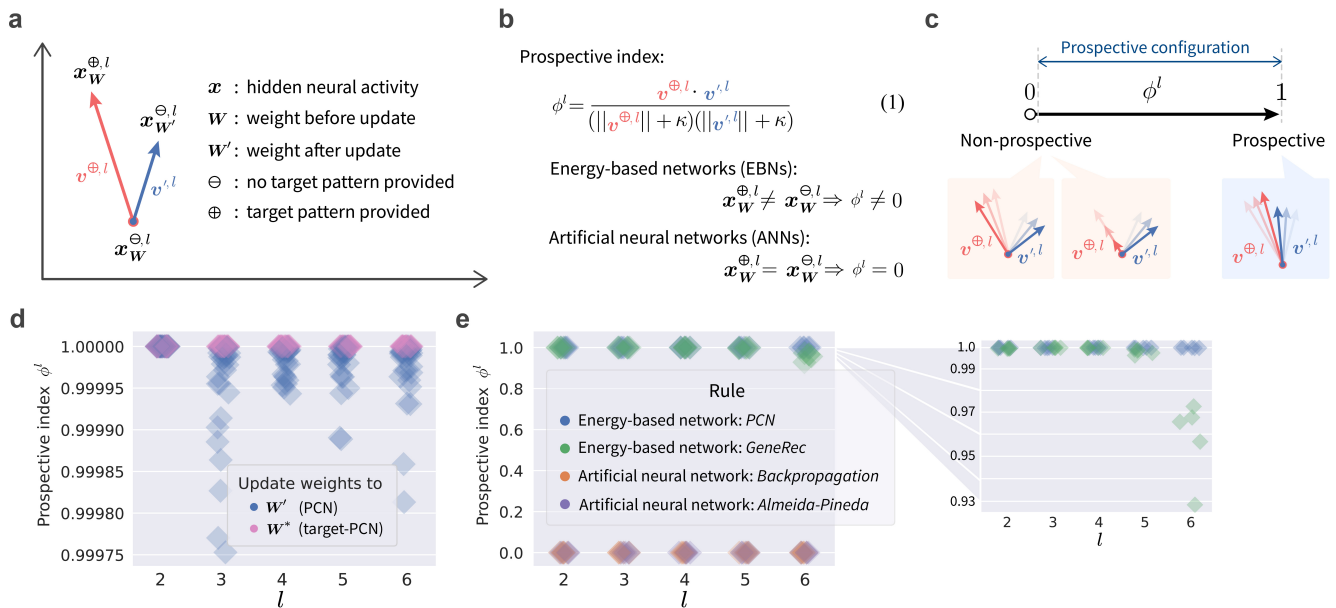 a
x_W^{⊕,l}
x_{W'}^{⊖,l}
v^{⊕,l}
v'^{,l}
x_W^{⊖,l}
x : hidden neural activity
W : weight before update
W' : weight after update
⊖ : no target pattern provided
⊕ : target pattern provided
b
Prospective index:
ϕ^l = v^{⊕,l} · v'^{,l} / (||v^{⊕,l}|| + κ)(||v'^{,l}|| + κ) (1)
Energy-based networks (EBNs):
x_W^{⊕,l} ≠ x_W^{⊖,l} ⇒ ϕ^l ≠ 0
Artificial neural networks (ANNs):
x_W^{⊕,l} = x_W^{⊖,l} ⇒ ϕ^l = 0
c
Prospective configuration
0 ϕ^l 1
Non-prospective Prospective
v^{⊕,l} v'^{,l} v^{⊕,l} v'^{,l} v^{⊕,l} v'^{,l}
d
Prospective index ϕ^l
1.00000
0.99995
0.99990
0.99985
0.99980
0.99975
Update weights to
W' (PCN)
W* (target-PCN)
2 3 4 5 6
l
e
Prospective index ϕ^l
1.0
0.8
0.6
0.4
0.2
0.0
Rule
Energy-based network: PCN
Energy-based network: GeneRec
Artificial neural network: Backpropagation
Artificial neural network: Almeida-Pineda
2 3 4 5 6
l
1.0
0.99
0.97
0.95
0.93
2 3 4 5 6
l